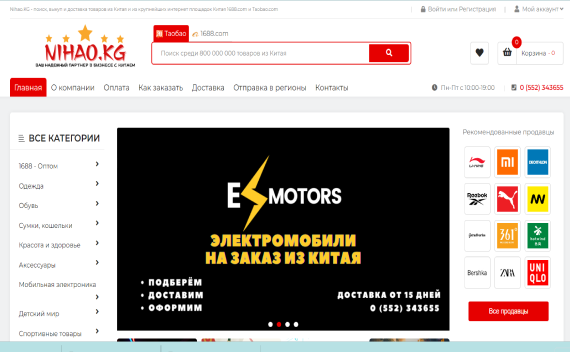 Nihao.KG - поиск, выкуп и доставка товаров из Китая и из крупнейших интернет площадок Китая 1688.com и Taobao.com
Войти или Регистрация!
Мой аккаунт
NIHAO.KG
ВАШ НАДЕЖНЫЙ ПАРТНЕР В БИЗНЕСЕ С КИТАЕМ
Taobao
1688.com
Поиск среди 800 000 000 товаров из Китая
0
Корзина - 0
Главная
О компании
Оплата
Как заказать
Доставка
Отправка в регионы
Контакты
Пн-Пт с 10:00-19:00
0 (552) 343655
ВСЕ КАТЕГОРИИ
1688 - Оптом
Одежда
Обувь
Сумки, кошельки
Красота и здоровье
Аксессуары
Мобильная электроника
Детский мир
Спортивные товары
E MOTORS
ЭЛЕКТРОМОБИЛИ
НА ЗАКАЗ ИЗ КИТАЯ
• ПОДБЕРЁМ
• ДОСТАВИМ
• ОФОРМИМ
ДОСТАВКА ОТ 15 ДНЕЙ
0 (552) 343655
Рекомендованные продавцы
LI-NING
DECATHLON
Reebok
361°
Bershka
ZARA
UNI
QLO
Все продавцы